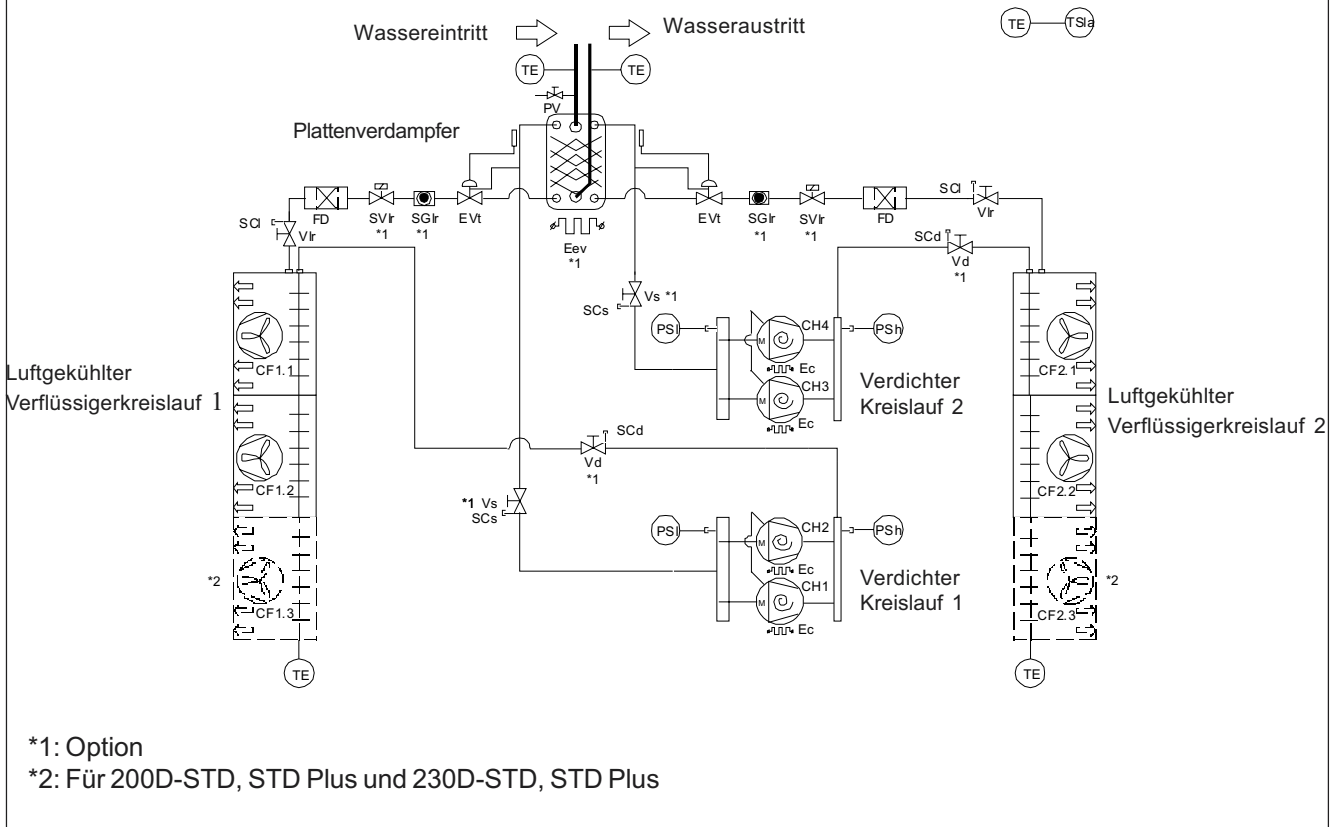 Wassereintritt
Wasseraustritt
TE
TSla
TE
TE
PV
Plattenverdampfer
SCl
Vlr
FD
SVlr
*1
SGlr
*1
EVt
Eev
*1
EVt
SGlr
*1
SVlr
*1
FD
SCl
Vlr
SCd
Vd
*1
Vs *1
SCs
PSl
CH4
M
Ec
CH3
M
Ec
PSh
Verdichter
Kreislauf 2
CF1.1
CF2.1
Luftgekühlter
Verflüssigerkreislauf 1
Luftgekühlter
Verflüssigerkreislauf 2
SCd
Vd
*1
CF1.2
CF2.2
*1 Vs
SCs
PSl
CH2
M
Ec
CH1
M
Ec
PSh
Verdichter
Kreislauf 1
*2
CF1.3
CF2.3
*2
TE
TE
*1: Option
*2: Für 200D-STD, STD Plus und 230D-STD, STD Plus